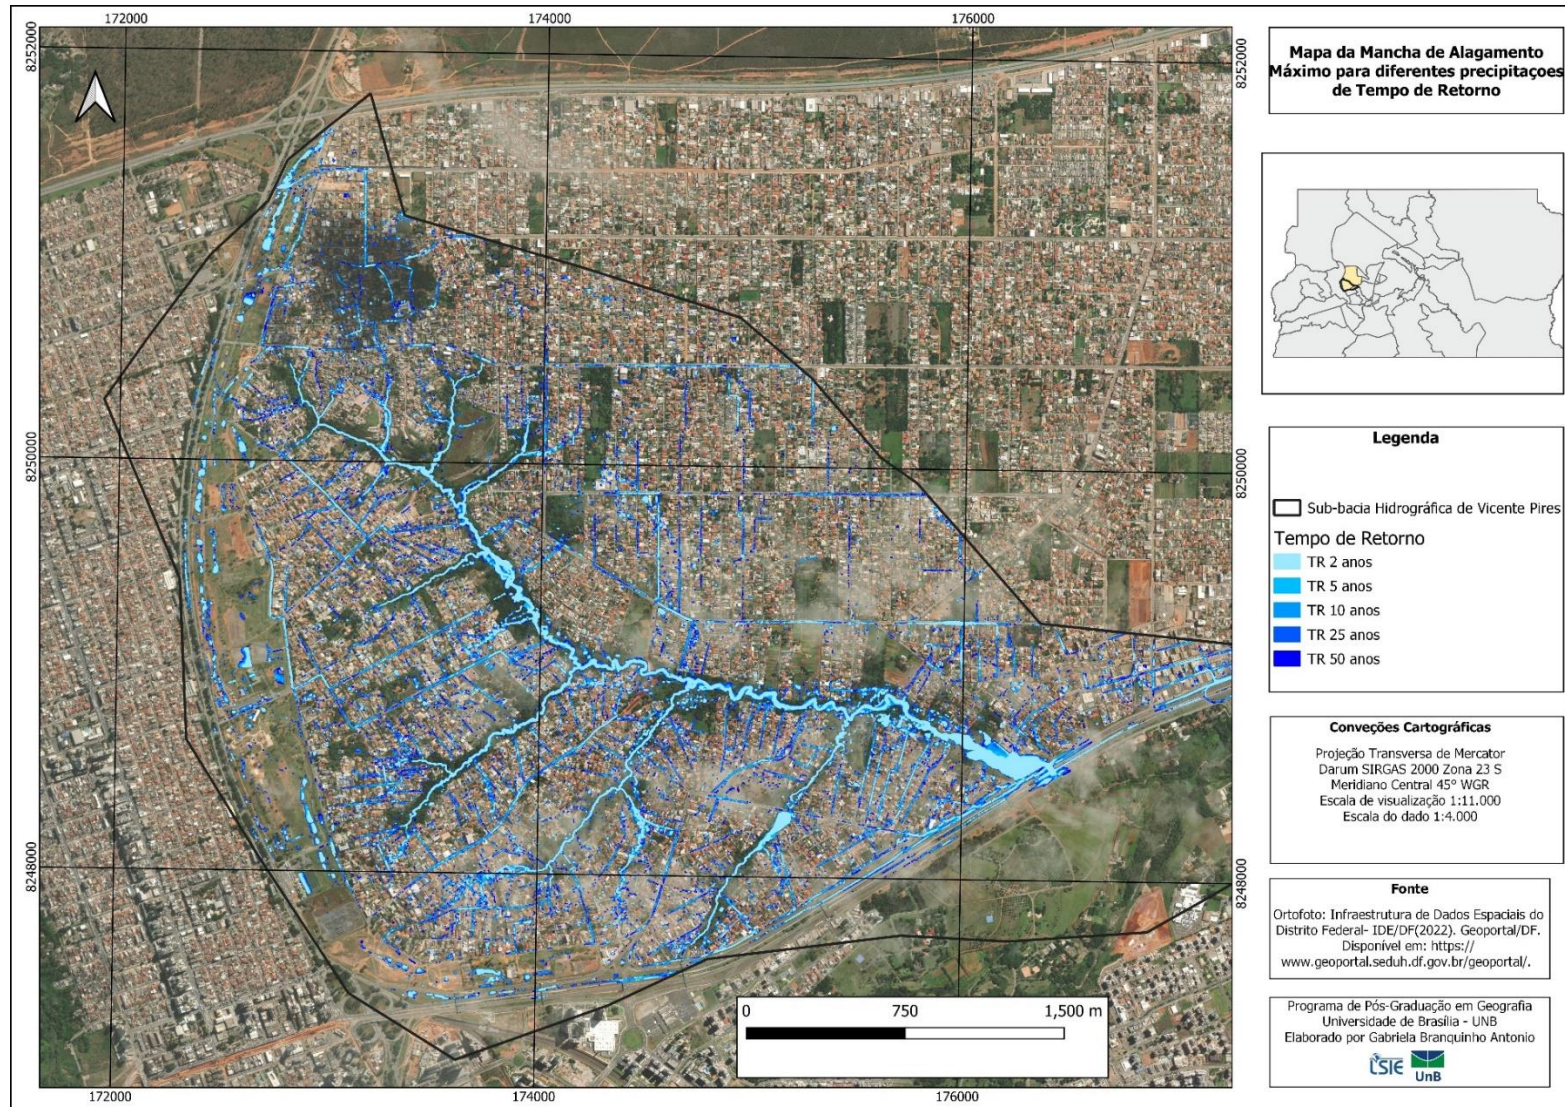 172000
174000
176000
8252000
8252000
8250000
8250000
8248000
8248000
172000
174000
176000
0
750
1,500 m
Mapa da Mancha de Alagamento
Máximo para diferentes precipitaçoes
de Tempo de Retorno
Legenda
Sub-bacia Hidrográfica de Vicente Pires
Tempo de Retorno
TR 2 anos
TR 5 anos
TR 10 anos
TR 25 anos
TR 50 anos
Conveções Cartográficas
Projeção Transversa de Mercator
Darum SIRGAS 2000 Zona 23 S
Meridiano Central 45° WGR
Escala de visualização 1:11.000
Escala do dado 1:4.000
Fonte
Ortofoto: Infraestrutura de Dados Espaciais do
Distrito Federal- IDE/DF(2022). Geoportal/DF.
Disponível em: https://
www.geoportal.seduh.df.gov.br/geoportal/.
Programa de Pós-Graduação em Geografia
Universidade de Brasília - UNB
Elaborado por Gabriela Branquinho Antonio
LSIE
UnB